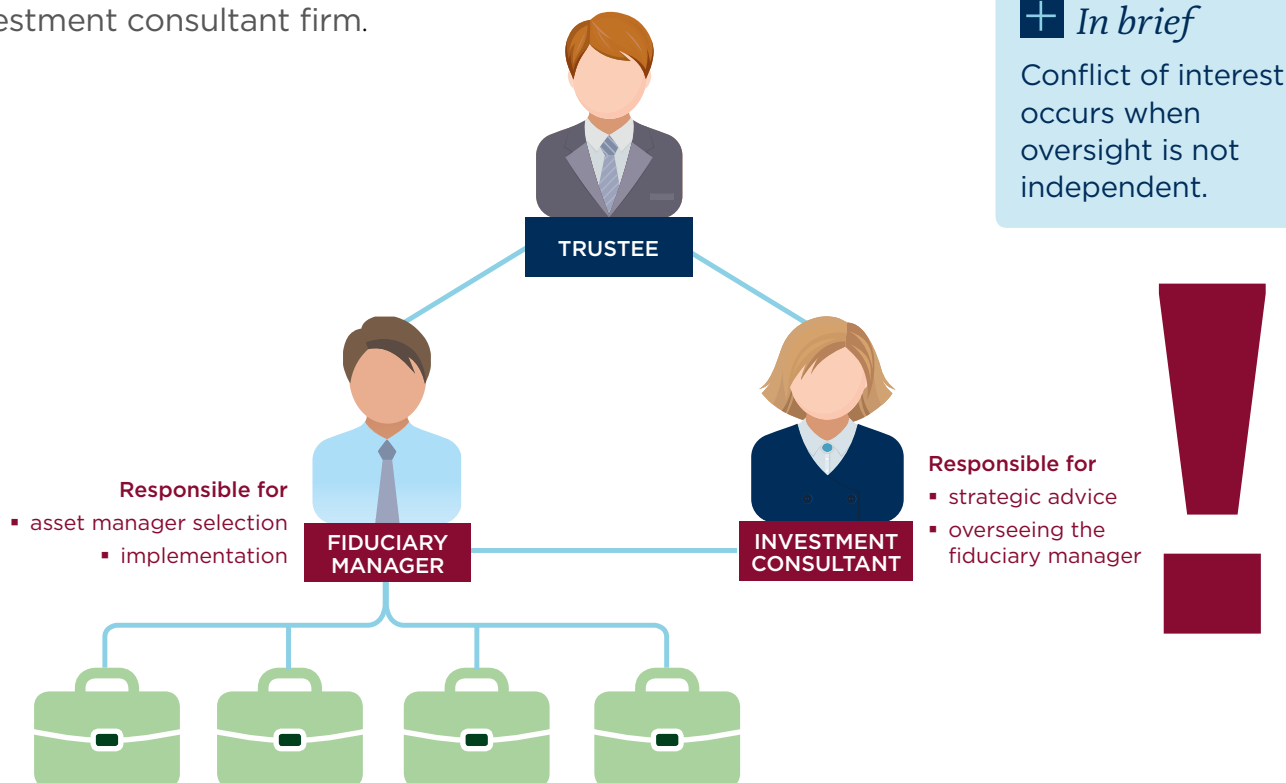 vestment consultant firm.
In brief
Conflict of interest
occurs when
oversight is not
independent.
TRUSTEE
Responsible for
▪ asset manager selection
▪ implementation
FIDUCIARY
MANAGER
INVESTMENT
CONSULTANT
Responsible for
▪ strategic advice
▪ overseeing the
fiduciary manager
!